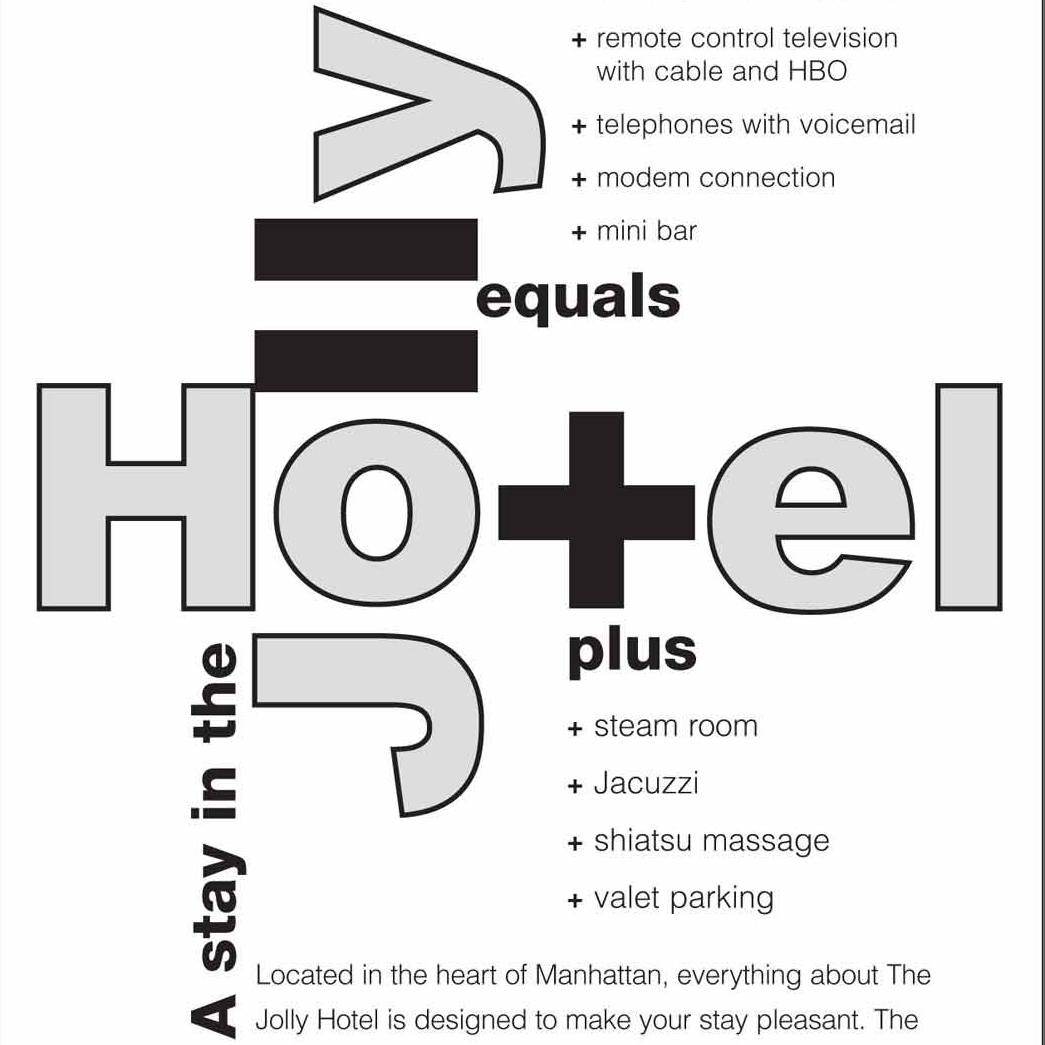 + remote control television
with cable and HBO
+ telephones with voicemail
+ modem connection
+ mini bar
equals
Jolly
Hotel
plus
A stay in the
+ steam room
+ Jacuzzi
+ shiatsu massage
+ valet parking
Located in the heart of Manhattan, everything about The
Jolly Hotel is designed to make your stay pleasant. The